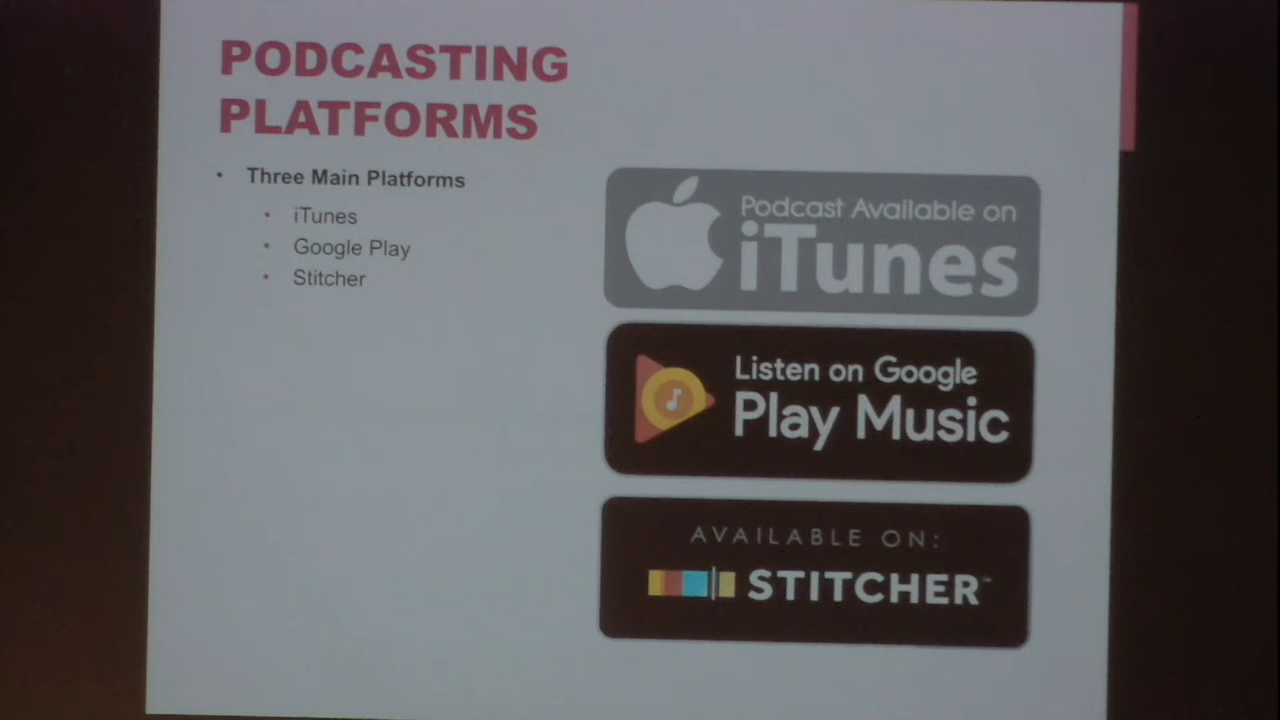 PODCASTING
PLATFORMS
• Three Main Platforms
• iTunes
• Google Play
• Stitcher
Podcast Available on
iTunes
Listen on Google
Play Music
AVAILABLE ON:
STITCHER™